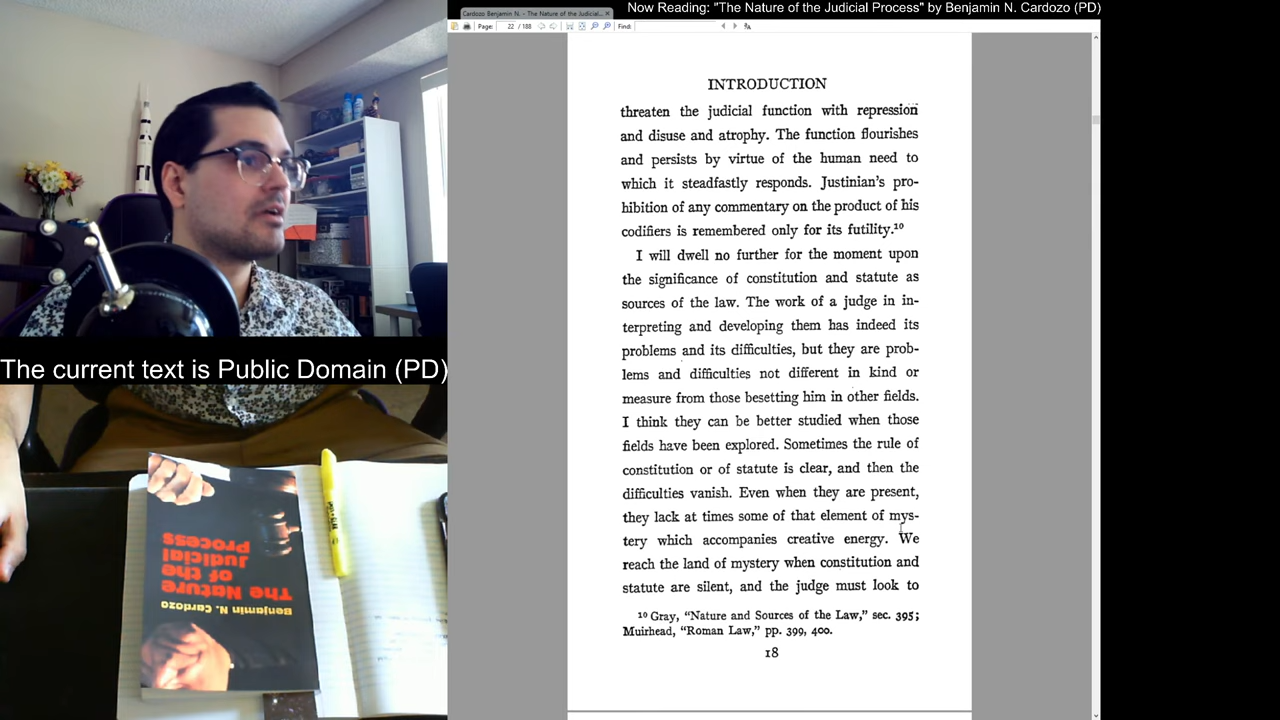 Now Reading: "The Nature of the Judicial Process" by Benjamin N. Cardozo (PD)
Cardozo Benjamin N. - The Nature of the Judicial...
Page: 22 / 188 Find:
INTRODUCTION
threaten the judicial function with repression
and disuse and atrophy. The function flourishes
and persists by virtue of the human need to
which it steadfastly responds. Justinian's pro-
hibition of any commentary on the product of his
codifiers is remembered only for its futility.¹⁰
I will dwell no further for the moment upon
the significance of constitution and statute as
sources of the law. The work of a judge in in-
terpreting and developing them has indeed its
problems and its difficulties, but they are prob-
lems and difficulties not different in kind or
measure from those besetting him in other fields.
I think they can be better studied when those
fields have been explored. Sometimes the rule of
constitution or of statute is clear, and then the
difficulties vanish. Even when they are present,
they lack at times some of that element of mys-
tery which accompanies creative energy. We
reach the land of mystery when constitution and
statute are silent, and the judge must look to
¹⁰ Gray, "Nature and Sources of the Law," sec. 395;
Muirhead, "Roman Law," pp. 399, 400.
18
The current text is Public Domain (PD)
Benjamin N. Cardozo
The Nature
of the
Judicial
Process